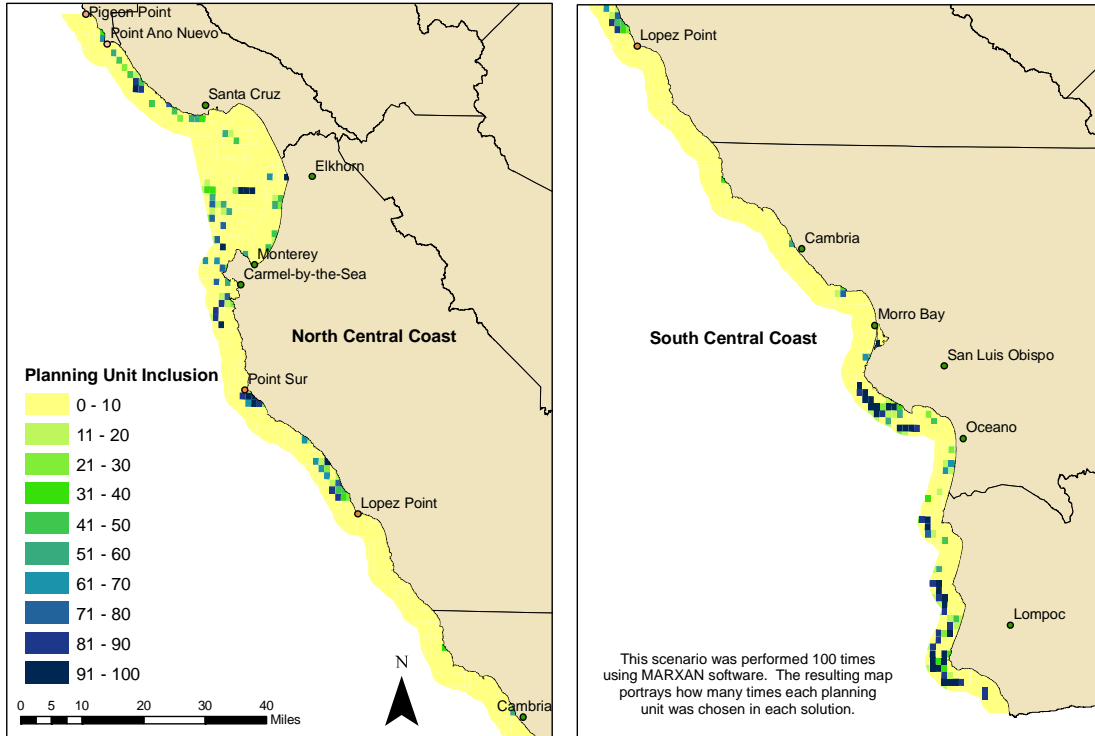 Pigeon Point
Point Ano Nuevo
Santa Cruz
Elkhorn
Monterey
Carmel-by-the-Sea
North Central Coast
Point Sur
Lopez Point
Cambria
Planning Unit Inclusion
0 - 10
11 - 20
21 - 30
31 - 40
41 - 50
51 - 60
61 - 70
71 - 80
81 - 90
91 - 100
N
0 5 10 20 30 40
Miles
Lopez Point
Cambria
Morro Bay
South Central Coast
San Luis Obispo
Oceano
Lompoc
This scenario was performed 100 times
using MARXAN software. The resulting map
portrays how many times each planning
unit was chosen in each solution.